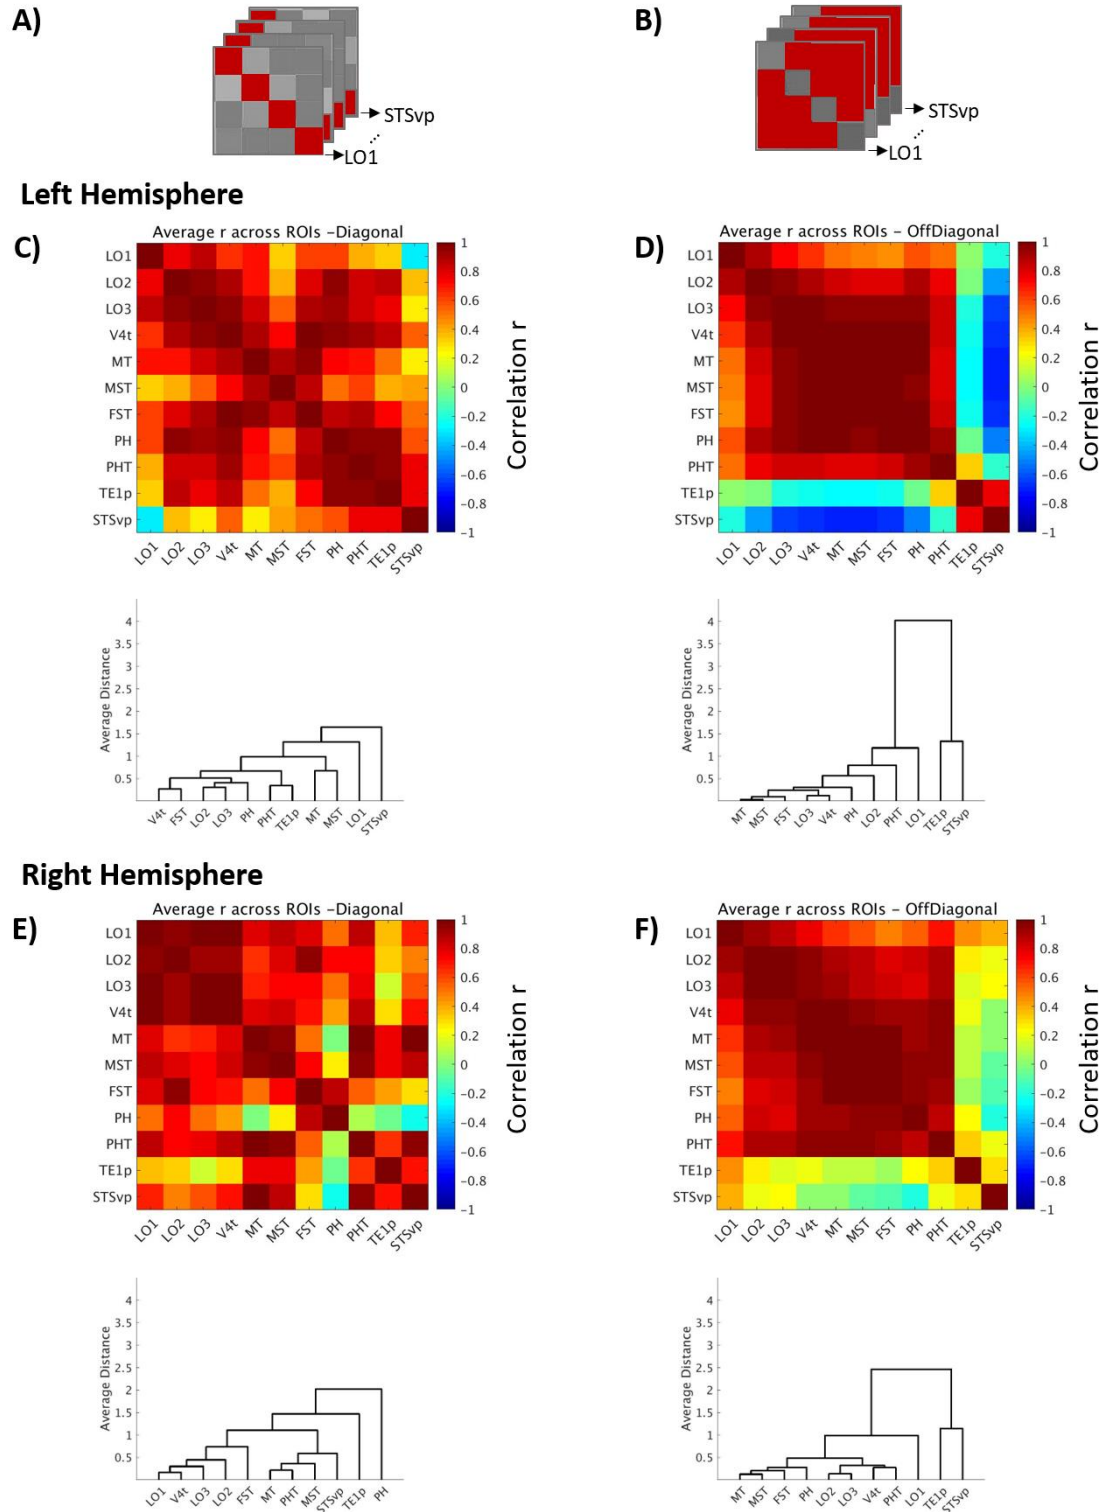 A)
B)
STSvp
...
LO1
STSvp
...
LO1
Left Hemisphere
C)
Average r across ROIs –Diagonal
LO1
LO2
LO3
V4t
MT
MST
FST
PH
PHT
TE1p
STSvp
LO1 LO2 LO3 V4t MT MST FST PH PHT TE1p STSvp
1
0.8
0.6
0.4
0.2
0
−0.2
−0.4
−0.6
−0.8
−1
Correlation r
D)
Average r across ROIs – OffDiagonal
LO1
LO2
LO3
V4t
MT
MST
FST
PH
PHT
TE1p
STSvp
LO1 LO2 LO3 V4t MT MST FST PH PHT TE1p STSvp
1
0.8
0.6
0.4
0.2
0
−0.2
−0.4
−0.6
−0.8
−1
Correlation r
Average Distance
4
3.5
3
2.5
2
1.5
1
0.5
V4t FST LO2 LO3 PH PHT TE1p MT MST LO1 STSvp
Average Distance
4
3.5
3
2.5
2
1.5
1
0.5
MT MST FST LO3 V4t PH LO2 PHT LO1 TE1p STSvp
Right Hemisphere
E)
Average r across ROIs –Diagonal
LO1
LO2
LO3
V4t
MT
MST
FST
PH
PHT
TE1p
STSvp
LO1 LO2 LO3 V4t MT MST FST PH PHT TE1p STSvp
1
0.8
0.6
0.4
0.2
0
−0.2
−0.4
−0.6
−0.8
−1
Correlation r
F)
Average r across ROIs – OffDiagonal
LO1
LO2
LO3
V4t
MT
MST
FST
PH
PHT
TE1p
STSvp
LO1 LO2 LO3 V4t MT MST FST PH PHT TE1p STSvp
1
0.8
0.6
0.4
0.2
0
−0.2
−0.4
−0.6
−0.8
−1
Correlation r
Average Distance
4
3.5
3
2.5
2
1.5
1
0.5
LO1 V4t LO3 LO2 FST MT PHT MST STSvp TE1p PH
Average Distance
4
3.5
3
2.5
2
1.5
1
0.5
MT MST FST PH LO2 LO3 V4t PHT LO1 TE1p STSvp